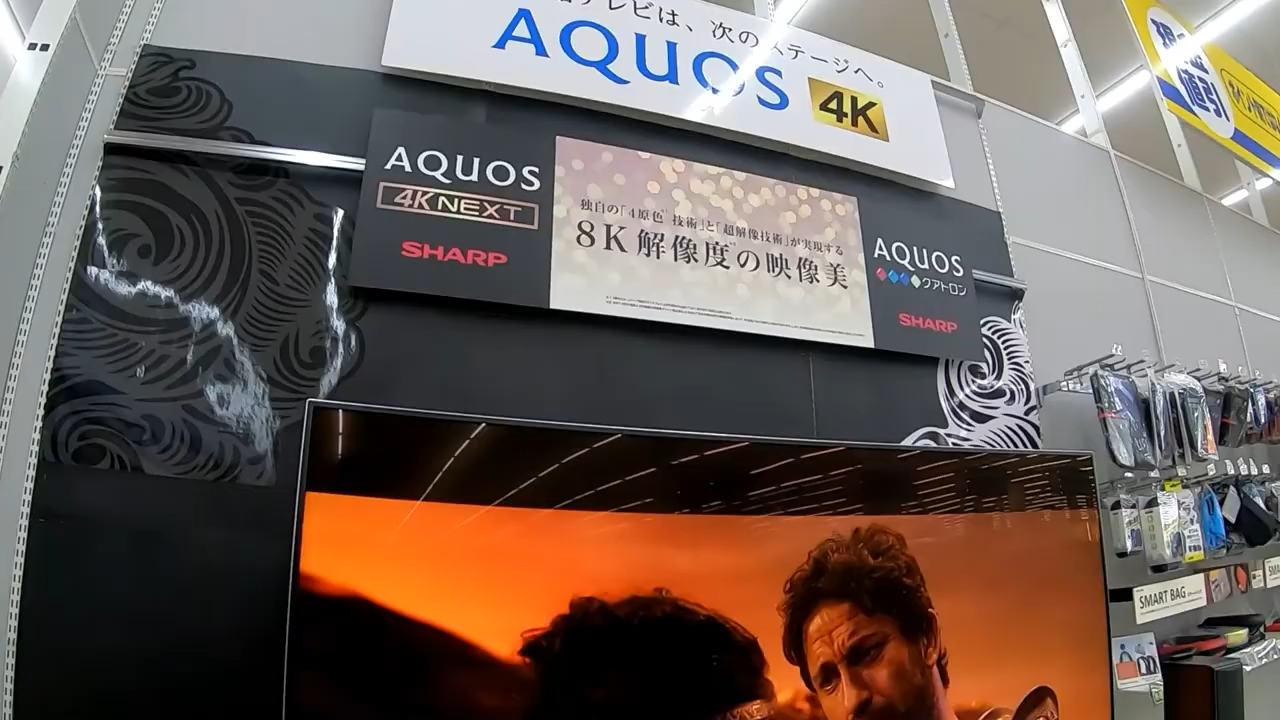 テレビは、次のステージへ。
AQUOS 4K
AQUOS
4K NEXT
SHARP
独自の「4原色」技術」と「超解像技術」が実現する
8K解像度の映像美
AQUOS
クアトロン
SHARP
値引
SMART BAG